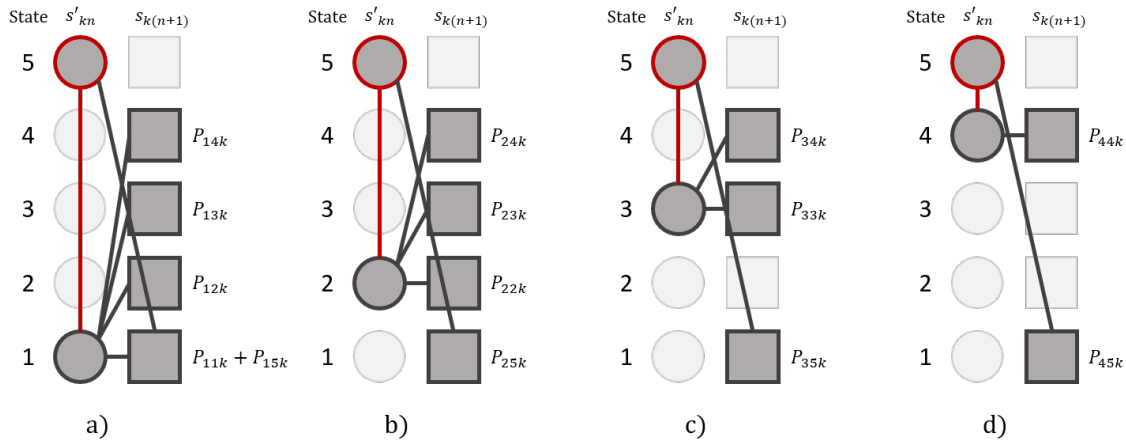 State s′kn sk(n+1)
5
4 P14k
3 P13k
2 P12k
1 P11k + P15k
a)
State s′kn sk(n+1)
5
4 P24k
3 P23k
2 P22k
1 P25k
b)
State s′kn sk(n+1)
5
4 P34k
3 P33k
2
1 P35k
c)
State s′kn sk(n+1)
5
4 P44k
3
2
1 P45k
d)